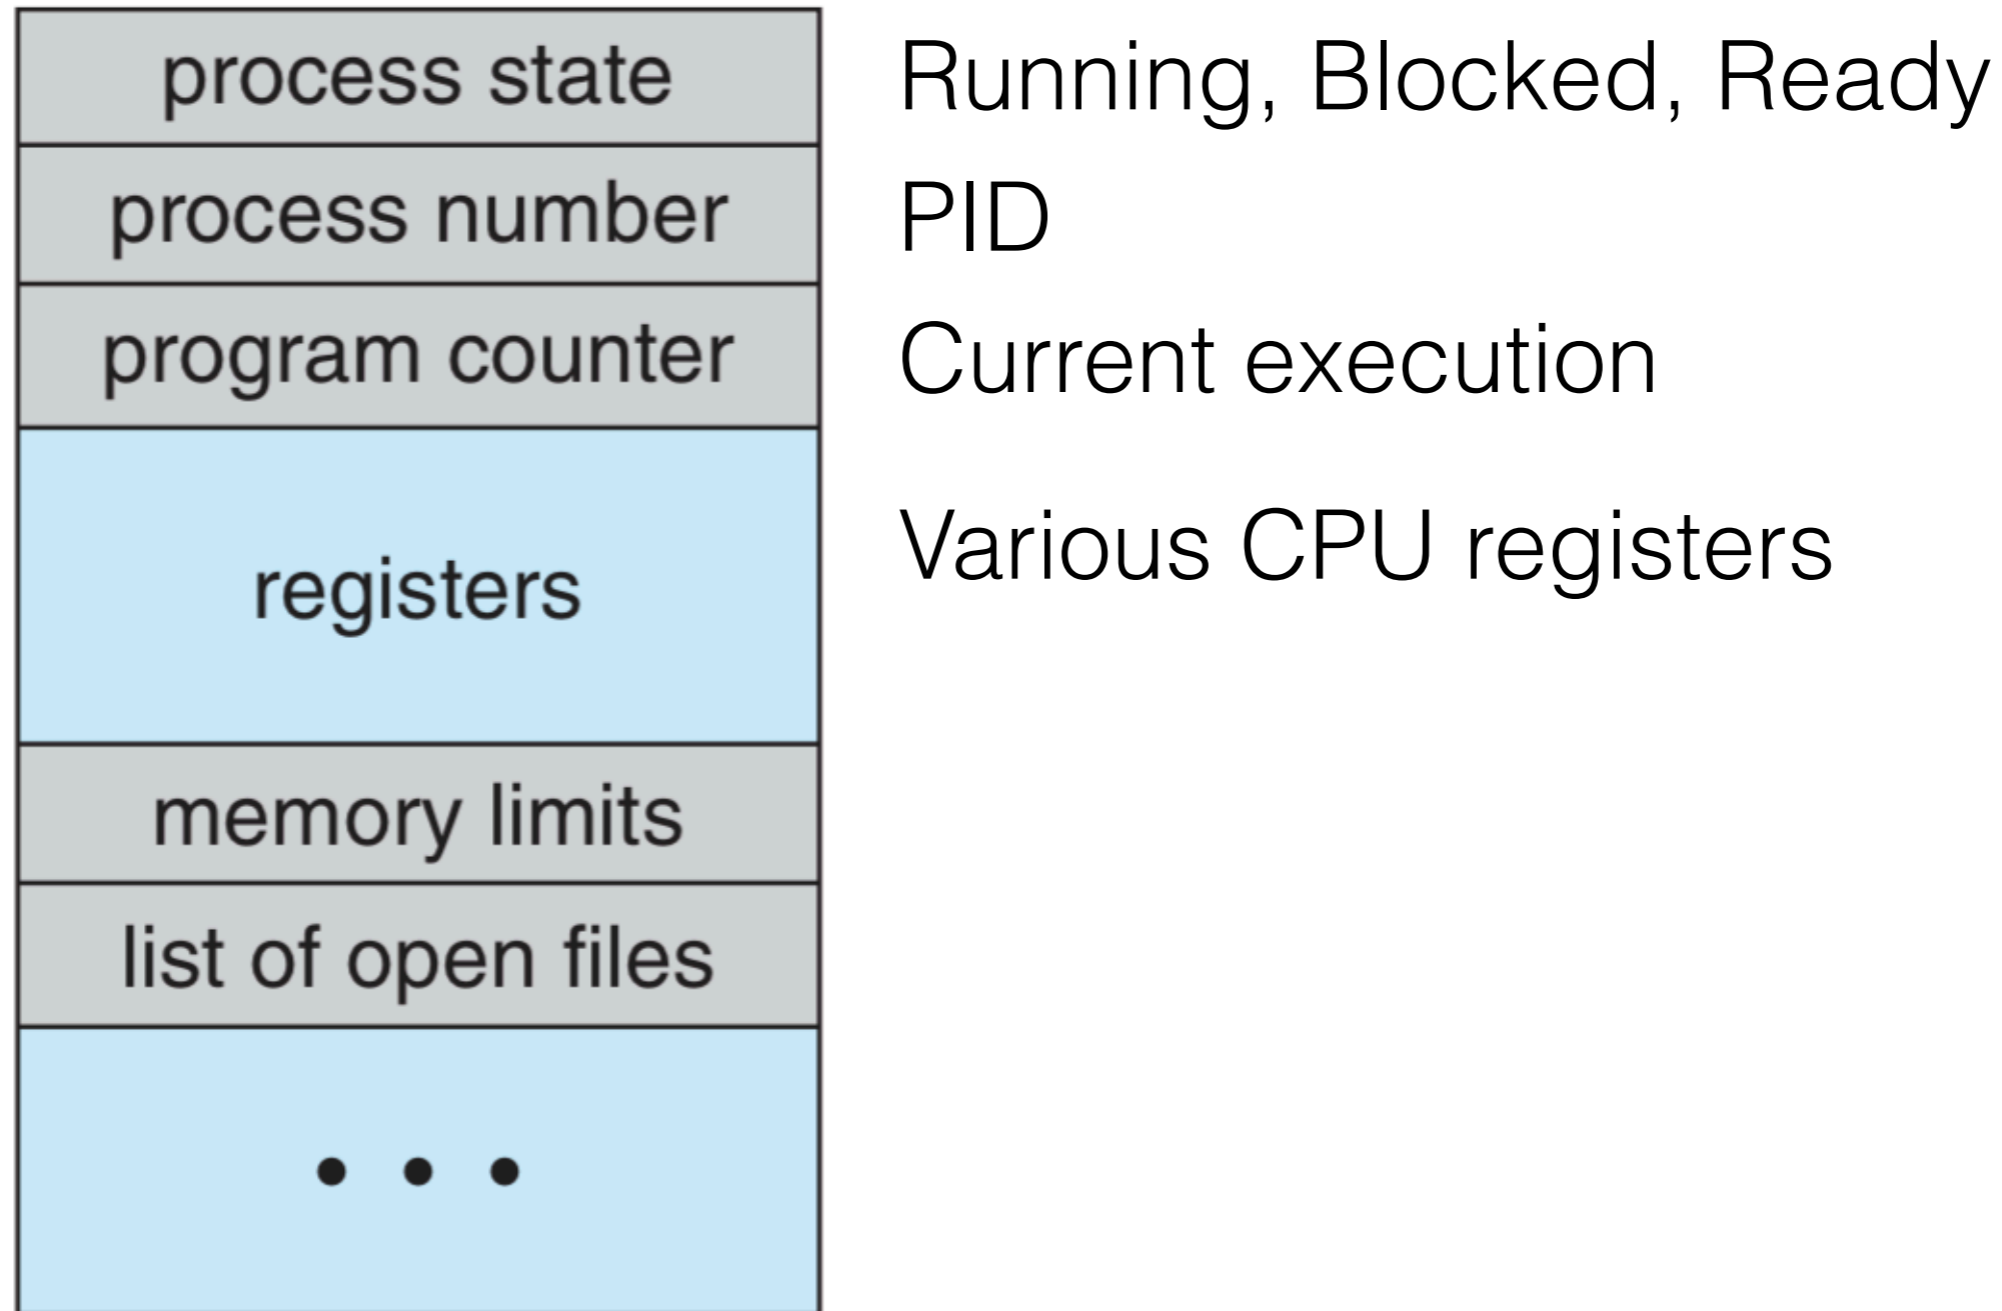 process state
Running, Blocked, Ready
process number
PID
program counter
Current execution
registers
Various CPU registers
memory limits
list of open files
• • •